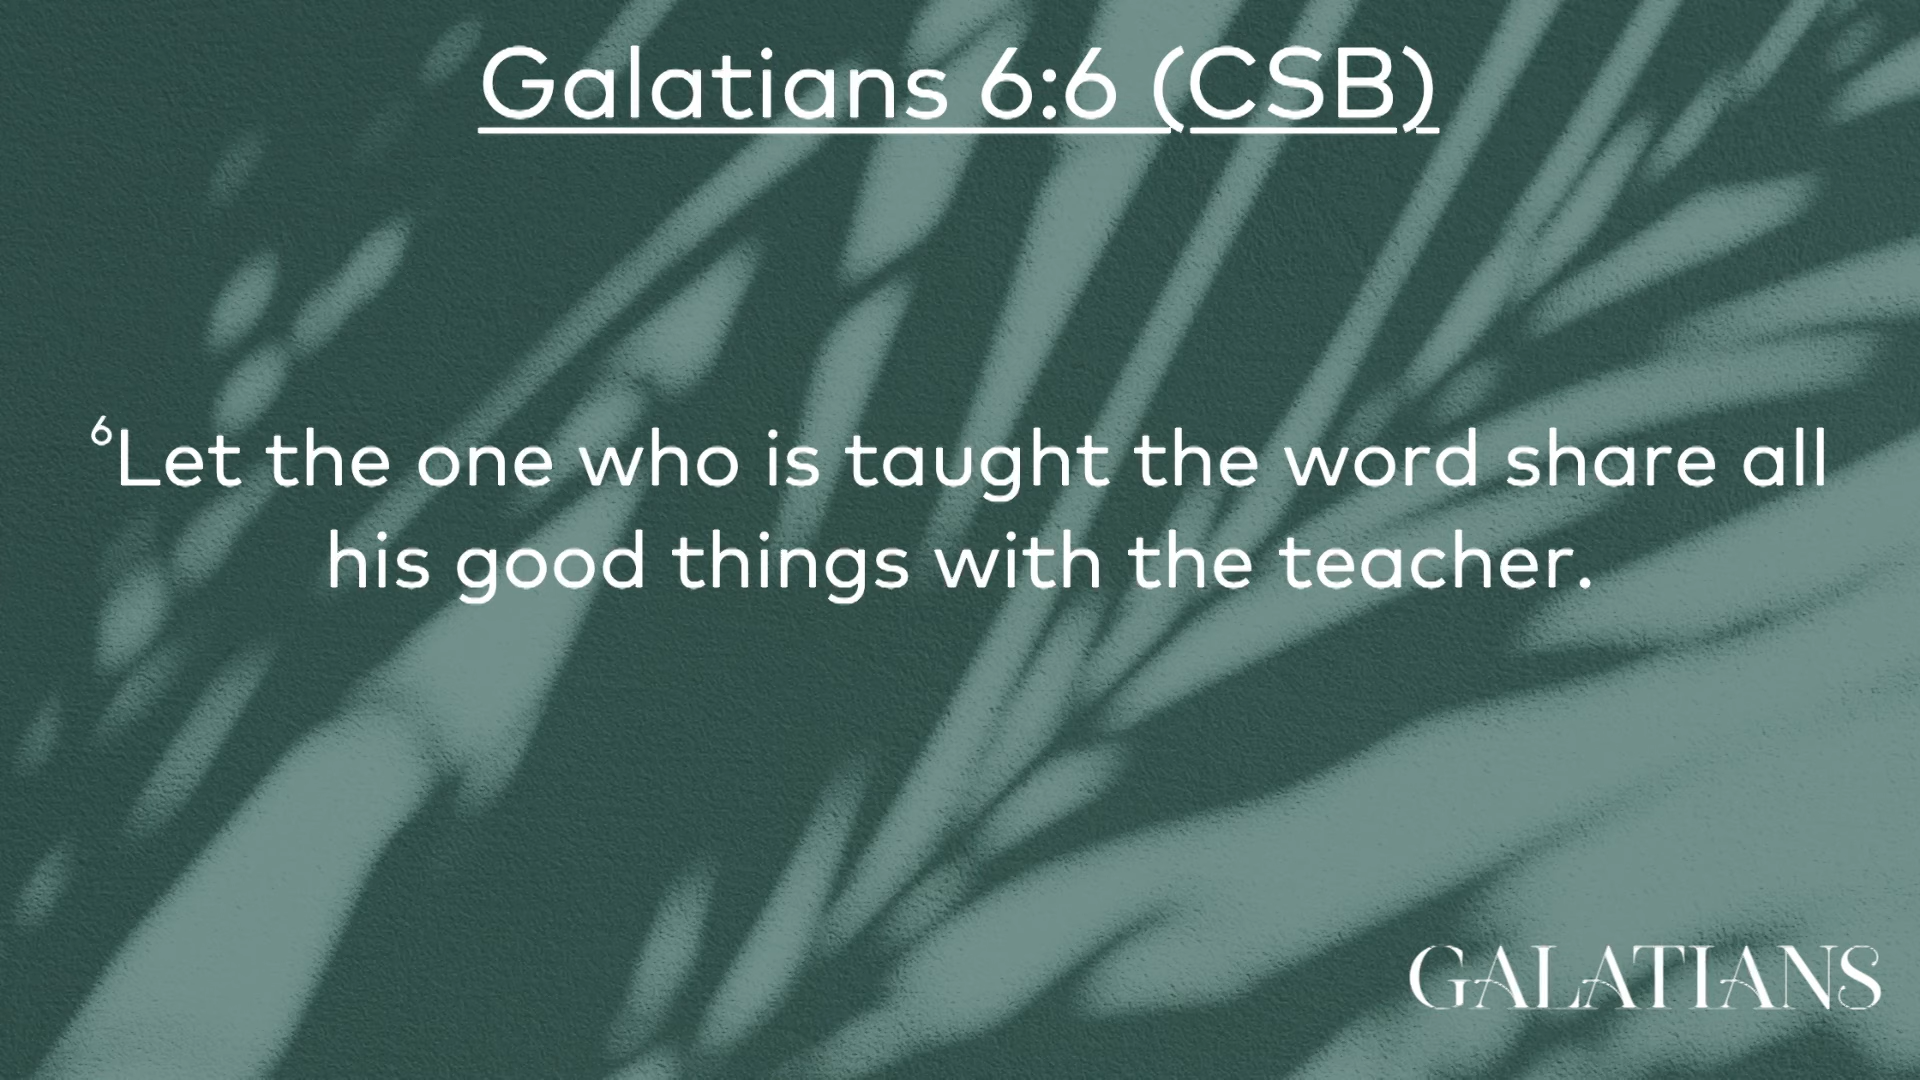 Galatians 6:6 (CSB)
⁶Let the one who is taught the word share all
his good things with the teacher.
GALATIANS